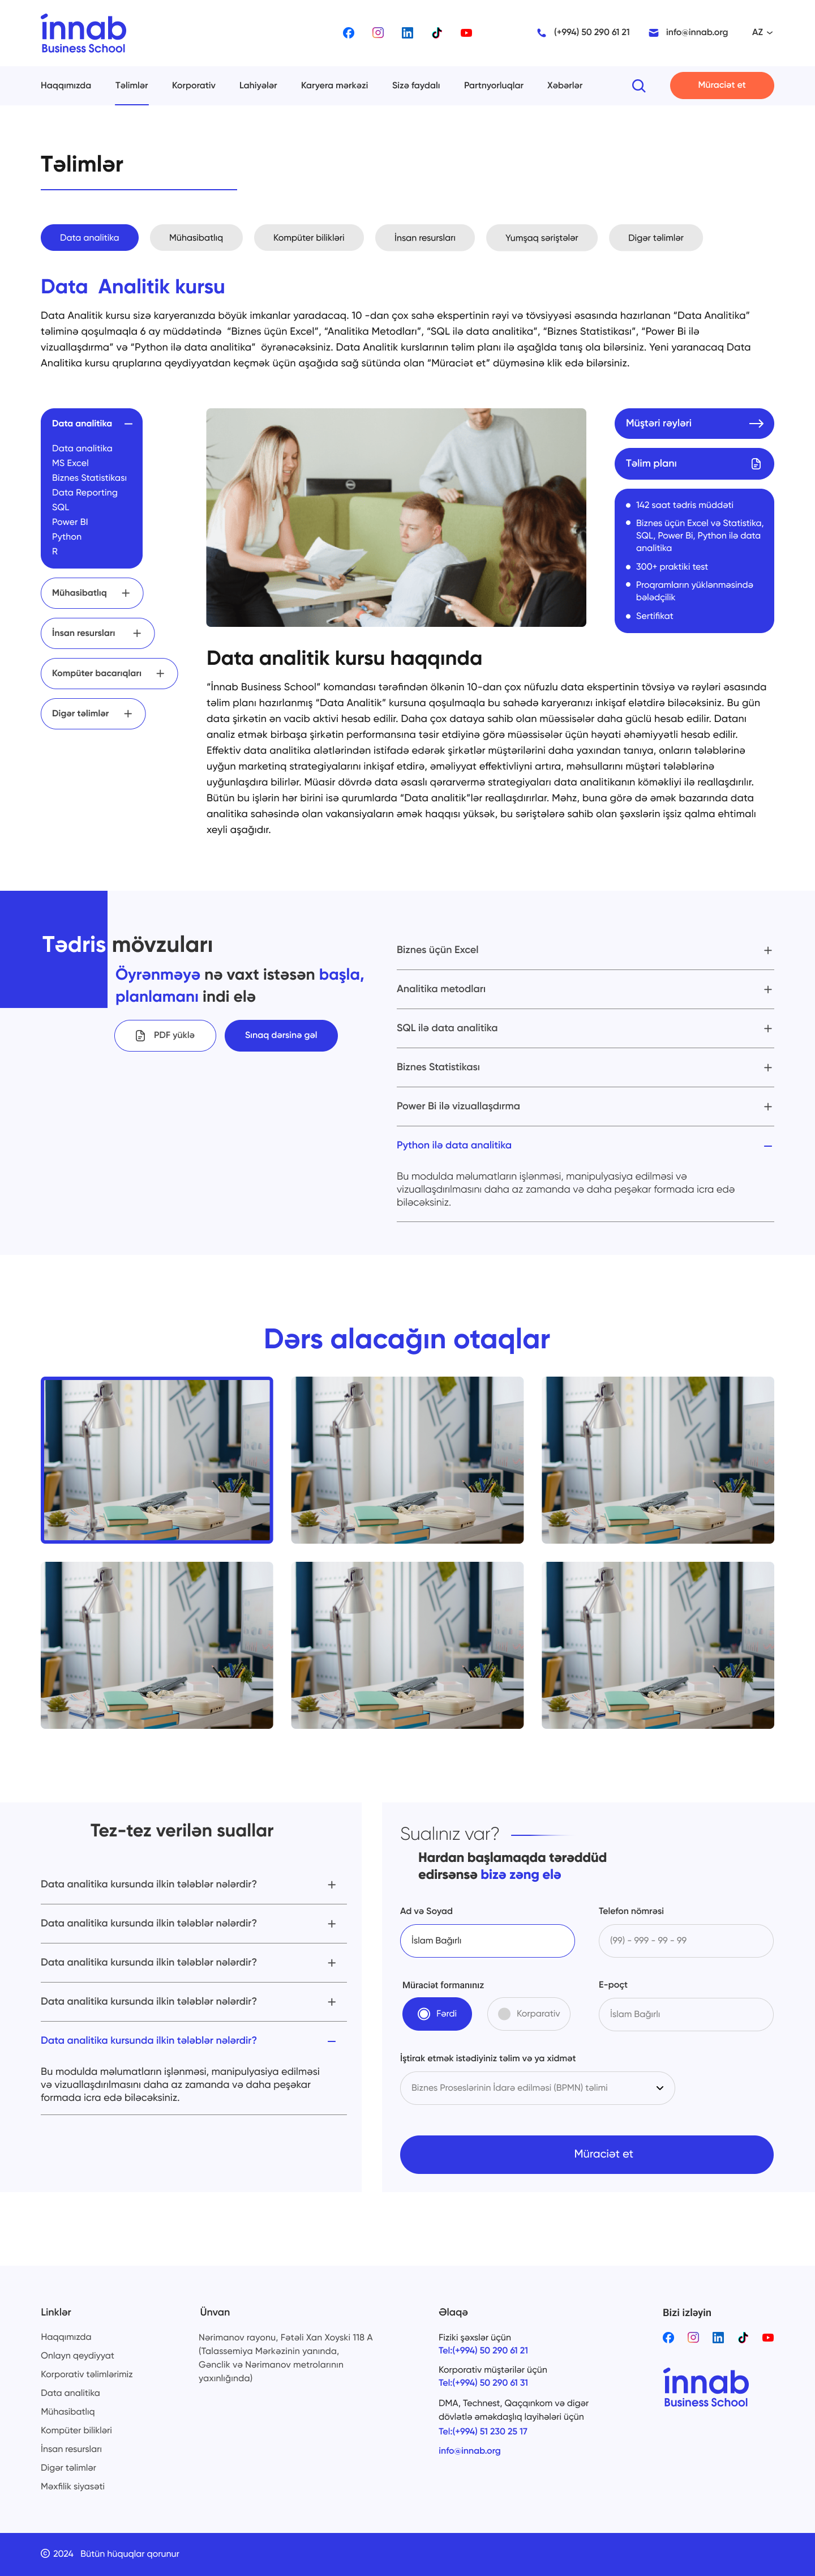 innab
Business School
(+994) 50 290 61 21
info@innab.org
AZ
Haqqımızda
Təlimlər
Korporativ
Lahiyələr
Karyera mərkəzi
Sizə faydalı
Partnyorluqlar
Xəbərlər
Müraciət et
Təlimlər
Data analitika
Mühasibatlıq
Kompüter bilikləri
İnsan resursları
Yumşaq səriştələr
Digər təlimlər
Data Analitik kursu
Data Analitik kursu sizə karyeranızda böyük imkanlar yaradacaq. 10 -dan çox sahə ekspertinin rəyi və tövsiyyəsi əsasında hazırlanan “Data Analitika”
təliminə qoşulmaqla 6 ay müddətində “Biznes üçün Excel”, “Analitika Metodları”, “SQL ilə data analitika”, “Biznes Statistikası”, “Power Bi ilə
vizuallaşdırma” və “Python ilə data analitika” öyrənəcəksiniz. Data Analitik kurslarının təlim planı ilə aşağlda tanış ola bilərsiniz. Yeni yaranacaq Data
Analitika kursu qruplarına qeydiyyatdan keçmək üçün aşağıda sağ sütünda olan “Müraciət et” düyməsinə klik edə bilərsiniz.
Data analitika
Data analitika
MS Excel
Biznes Statistikası
Data Reporting
SQL
Power BI
Python
R
Mühasibatlıq
İnsan resursları
Kompüter bacarıqları
Digər təlimlər
Müştəri rəyləri
Təlim planı
142 saat tədris müddəti
Biznes üçün Excel və Statistika,
SQL, Power Bi, Python ilə data
analitika
300+ praktiki test
Proqramların yüklənməsində
bələdçilik
Sertifikat
Data analitik kursu haqqında
“İnnab Business School” komandası tərəfindən ölkənin 10-dan çox nüfuzlu data ekspertinin tövsiyə və rəyləri əsasında
təlim planı hazırlanmış “Data Analitik” kursuna qoşulmaqla bu sahədə karyeranızı inkişaf elətdirə biləcəksiniz. Bu gün
data şirkətin ən vacib aktivi hesab edilir. Daha çox dataya sahib olan müəssisələr daha güclü hesab edilir. Datanı
analiz etmək birbaşa şirkətin performansına təsir etdiyinə görə müəssisələr üçün həyati əhəmiyyətli hesab edilir.
Effektiv data analitika alətlərindən istifadə edərək şirkətlər müştərilərini daha yaxından tanıya, onların tələblərinə
uyğun marketinq strategiyalarını inkişaf etdirə, əməliyyat effektivliyni artıra, məhsullarını müştəri tələblərinə
uyğunlaşdıra bilirlər. Müasir dövrdə data əsaslı qərarvermə strategiyaları data analitikanın köməkliyi ilə reallaşdırılır.
Bütün bu işlərin hər birini isə qurumlarda “Data analitik”lər reallaşdırırlar. Məhz, buna görə də əmək bazarında data
analitika sahəsində olan vakansiyaların əmək haqqısı yüksək, bu səriştələrə sahib olan şəxslərin işsiz qalma ehtimalı
xeyli aşağıdır.
Tədris mövzuları
Öyrənməyə nə vaxt istəsən başla,
planlamanı indi elə
PDF yüklə
Sınaq dərsinə gəl
Biznes üçün Excel
Analitika metodları
SQL ilə data analitika
Biznes Statistikası
Power Bi ilə vizuallaşdırma
Python ilə data analitika
Bu modulda məlumatların işlənməsi, manipulyasiya edilməsi və
vizuallaşdırılmasını daha az zamanda və daha peşəkar formada icra edə
biləcəksiniz.
Dərs alacağın otaqlar
Tez-tez verilən suallar
Data analitika kursunda ilkin tələblər nələrdir?
Data analitika kursunda ilkin tələblər nələrdir?
Data analitika kursunda ilkin tələblər nələrdir?
Data analitika kursunda ilkin tələblər nələrdir?
Data analitika kursunda ilkin tələblər nələrdir?
Bu modulda məlumatların işlənməsi, manipulyasiya edilməsi
və vizuallaşdırılmasını daha az zamanda və daha peşəkar
formada icra edə biləcəksiniz.
Sualınız var?
Hardan başlamaqda tərəddüd
edirsənsə bizə zəng elə
Ad və Soyad
İslam Bağırlı
Telefon nömrəsi
(99) - 999 - 99 - 99
Müraciət formanınız
Fərdi
Korporativ
E-poçt
İslam Bağırlı
İştirak etmək istədiyiniz təlim və ya xidmət
Biznes Proseslərinin İdarə edilməsi (BPMN) təlimi
Müraciət et
Linklər
Haqqımızda
Onlayn qeydiyyat
Korporativ təlimlərimiz
Data analitika
Mühasibatlıq
Kompüter bilikləri
İnsan resursları
Digər təlimlər
Məxfilik siyasəti
Ünvan
Nərimanov rayonu, Fətəli Xan Xoyski 118 A
(Talassemiya Mərkəzinin yanında,
Gənclik və Nərimanov metrolarının
yaxınlığında)
Əlaqə
Fiziki şəxslər üçün
Tel:(+994) 50 290 61 21
Korporativ müştərilər üçün
Tel:(+994) 50 290 61 31
DMA, Technest, Qaçqınkom və digər
dövlətlə əməkdaşlıq layihələri üçün
Tel:(+994) 51 230 25 17
info@innab.org
Bizi izləyin
innab
Business School
© 2024 Bütün hüquqlar qorunur